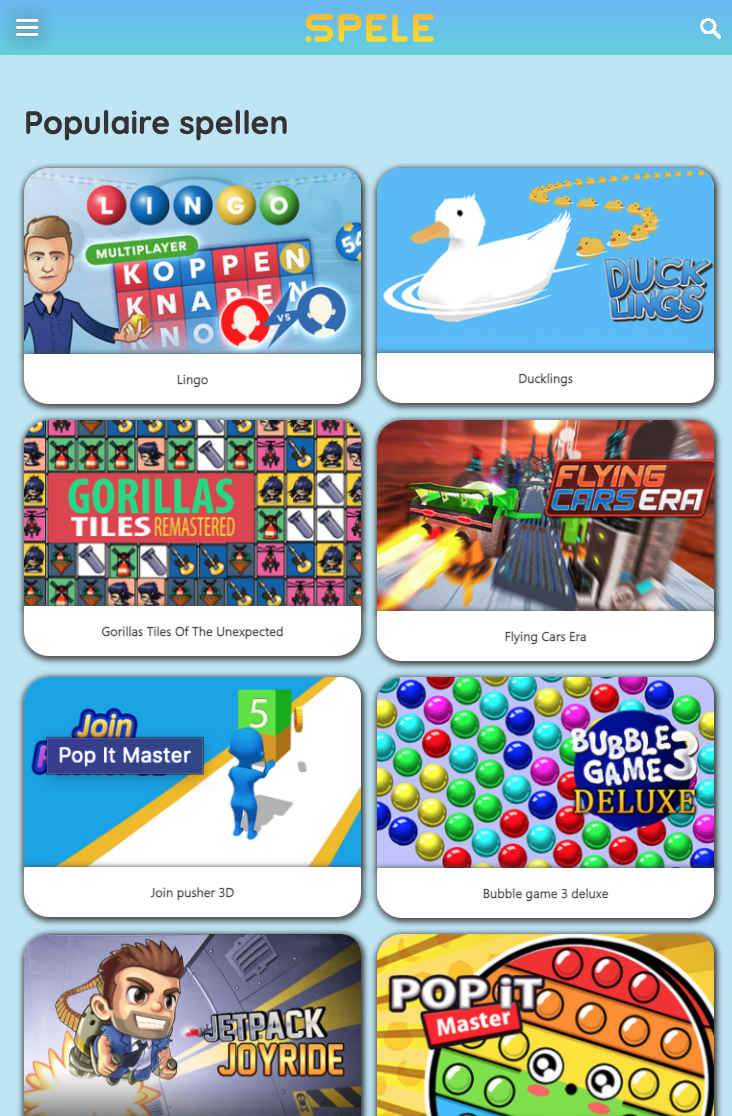 .SPELE
Populaire spellen
LINGO
MULTIPLAYER
54
KOPPEN
VS
KNO
DUCK
LINGS
Lingo
Ducklings
GORILLAS
TILES REMASTERED
FLYING
CARS ERA
Gorillas Tiles Of The Unexpected
Flying Cars Era
5
Join
Pop It Master
BUBBLE
GAME 3
DELUXE
Join pusher 3D
Bubble game 3 deluxe
JETPACK
JOYRIDE
POP iT
Master